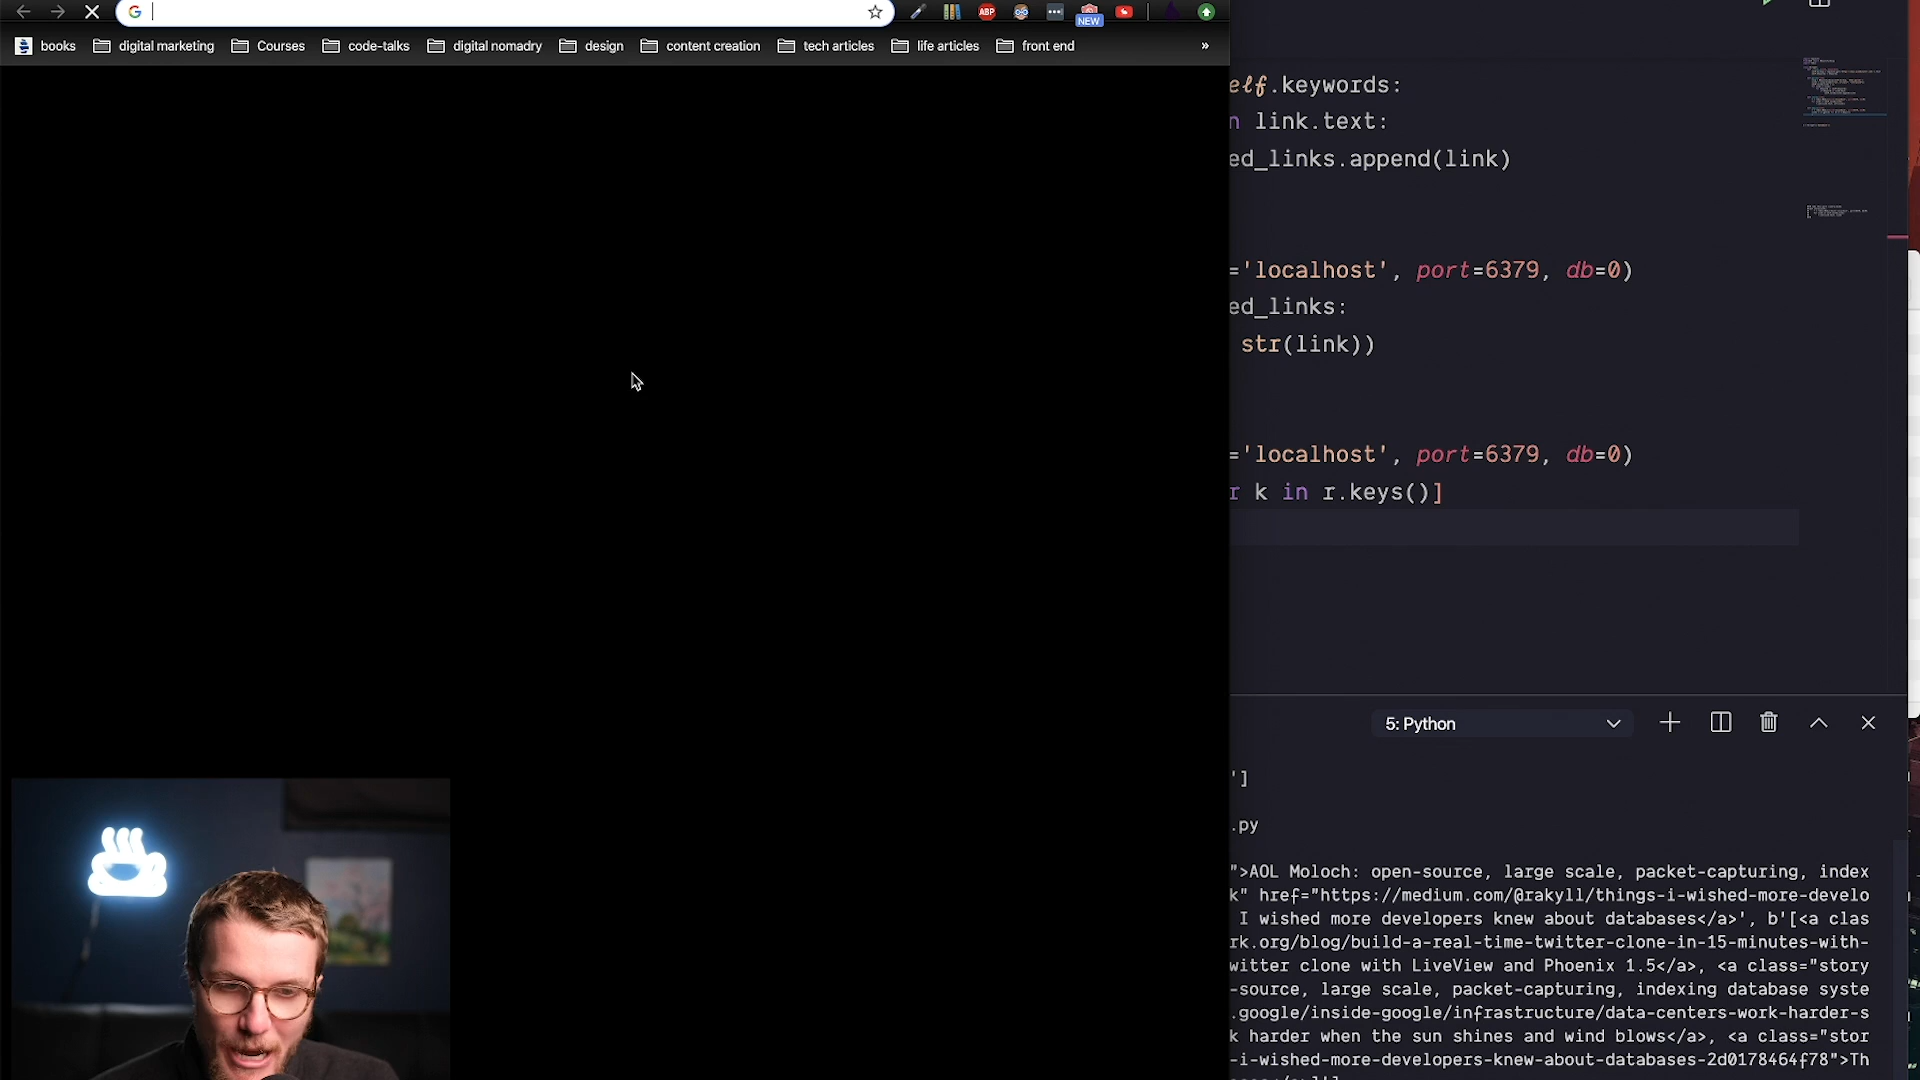 G
ABP
NEW
books digital marketing Courses code-talks digital nomadry design content creation tech articles life articles front end »
elf.keywords:
n link.text:
ed_links.append(link)
='localhost', port=6379, db=0)
ed_links:
str(link))
='localhost', port=6379, db=0)
r k in r.keys()]
5: Python
']
.py
">AOL Moloch: open-source, large scale, packet-capturing, index
k" href="https://medium.com/@rakyll/things-i-wished-more-develo
I wished more developers knew about databases</a>', b'[<a clas
rk.org/blog/build-a-real-time-twitter-clone-in-15-minutes-with-
witter clone with LiveView and Phoenix 1.5</a>, <a class="story
-source, large scale, packet-capturing, indexing database syste
.google/inside-google/infrastructure/data-centers-work-harder-s
k harder when the sun shines and wind blows</a>, <a class="stor
-i-wished-more-developers-knew-about-databases-2d0178464f78">Th